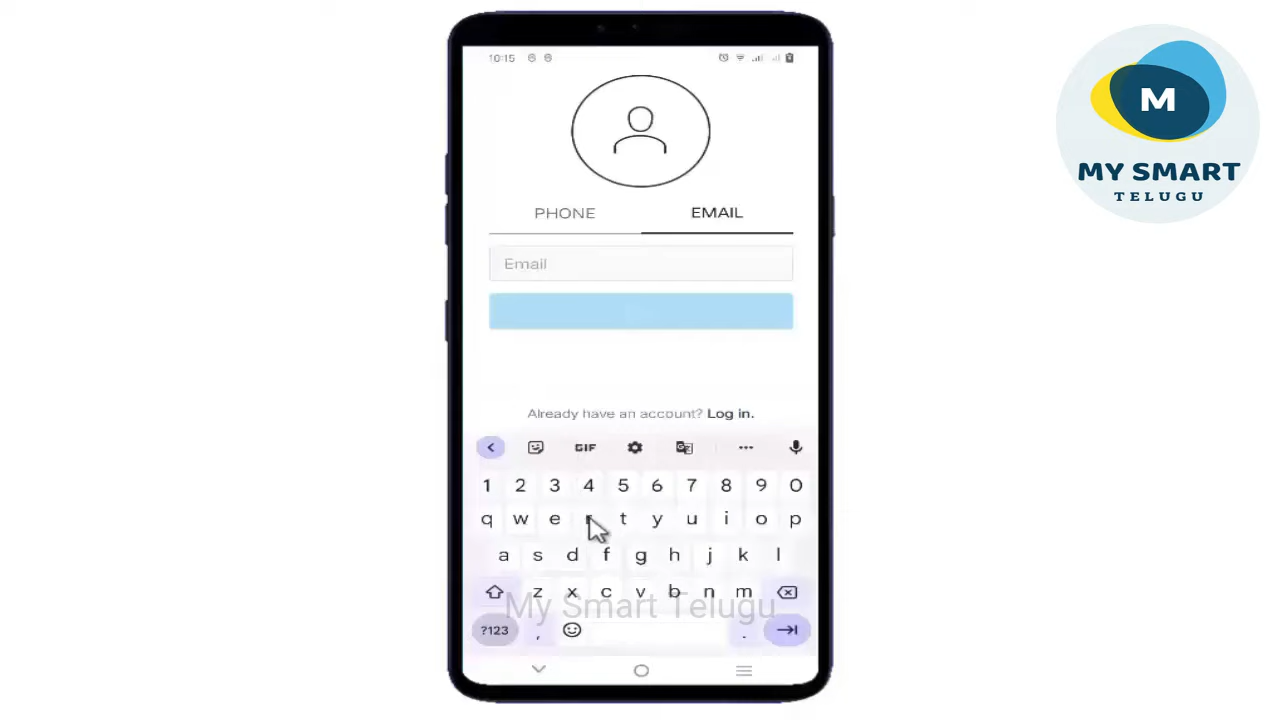 10:15
PHONE EMAIL
Email
Already have an account? Log in.
GIF
1 2 3 4 5 6 7 8 9 0
q w e r t y u i o p
a s d f g h j k l
z x c v b n m
My Smart Telugu
?123 , .
M
MY SMART
TELUGU